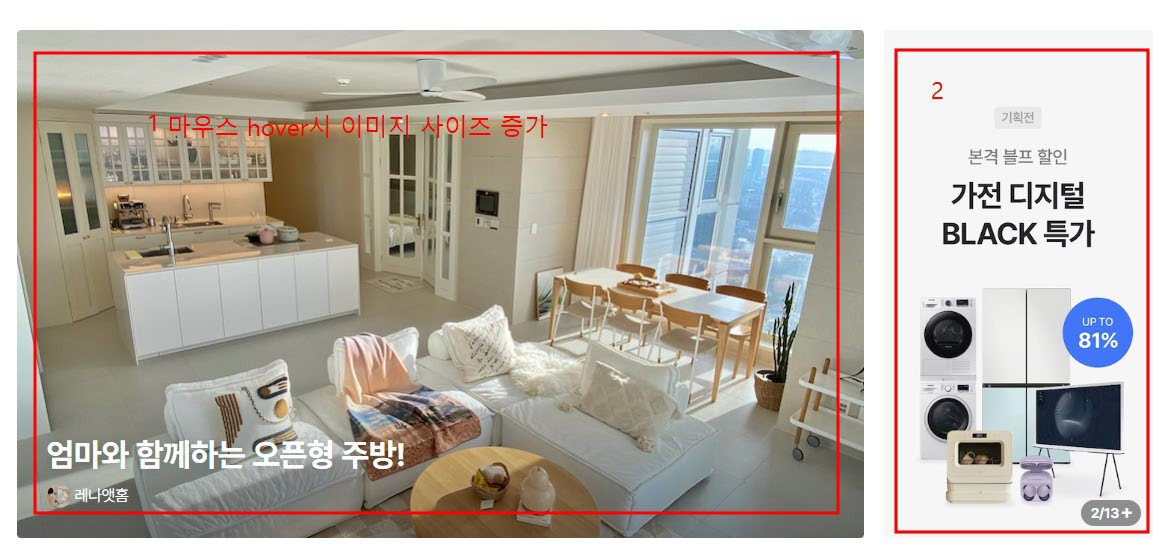 1 마우스 hover시 이미지 사이즈 증가
엄마와 함께하는 오픈형 주방!
레나앳홈
2
기획전
본격 블프 할인
가전 디지털
BLACK 특가
UP TO
81%
2/13+